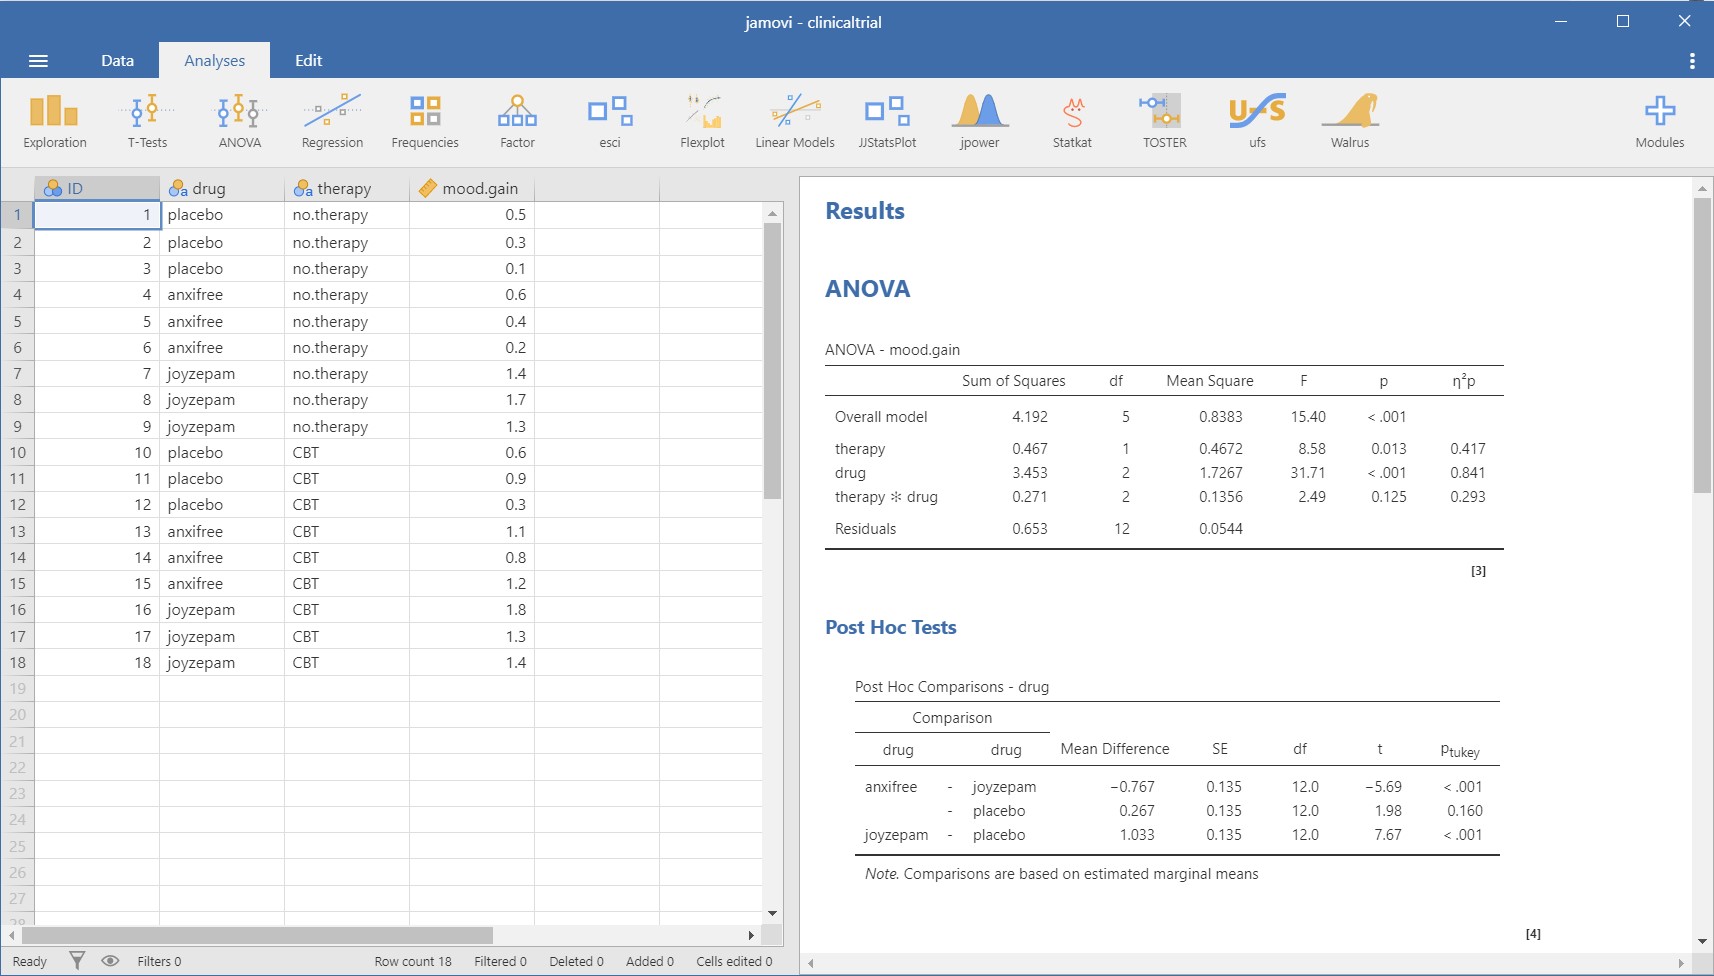 jamovi - clinicaltrial
Data Analyses Edit
Exploration T-Tests ANOVA Regression Frequencies Factor esci Flexplot Linear Models JJStatsPlot jpower Statkat TOSTER ufs Walrus Modules
ID drug therapy mood.gain
1 1 placebo no.therapy 0.5
2 2 placebo no.therapy 0.3
3 3 placebo no.therapy 0.1
4 4 anxifree no.therapy 0.6
5 5 anxifree no.therapy 0.4
6 6 anxifree no.therapy 0.2
7 7 joyzepam no.therapy 1.4
8 8 joyzepam no.therapy 1.7
9 9 joyzepam no.therapy 1.3
10 10 placebo CBT 0.6
11 11 placebo CBT 0.9
12 12 placebo CBT 0.3
13 13 anxifree CBT 1.1
14 14 anxifree CBT 0.8
15 15 anxifree CBT 1.2
16 16 joyzepam CBT 1.8
17 17 joyzepam CBT 1.3
18 18 joyzepam CBT 1.4
19
20
21
22
23
24
25
26
27
28
Results
ANOVA
ANOVA - mood.gain
Sum of Squares df Mean Square F p η²p
Overall model 4.192 5 0.8383 15.40 < .001
therapy 0.467 1 0.4672 8.58 0.013 0.417
drug 3.453 2 1.7267 31.71 < .001 0.841
therapy ✻ drug 0.271 2 0.1356 2.49 0.125 0.293
Residuals 0.653 12 0.0544
[3]
Post Hoc Tests
Post Hoc Comparisons - drug
Comparison
drug drug Mean Difference SE df t ptukey
anxifree - joyzepam −0.767 0.135 12.0 −5.69 < .001
- placebo 0.267 0.135 12.0 1.98 0.160
joyzepam - placebo 1.033 0.135 12.0 7.67 < .001
Note. Comparisons are based on estimated marginal means
[4]
Ready Filters 0 Row count 18 Filtered 0 Deleted 0 Added 0 Cells edited 0